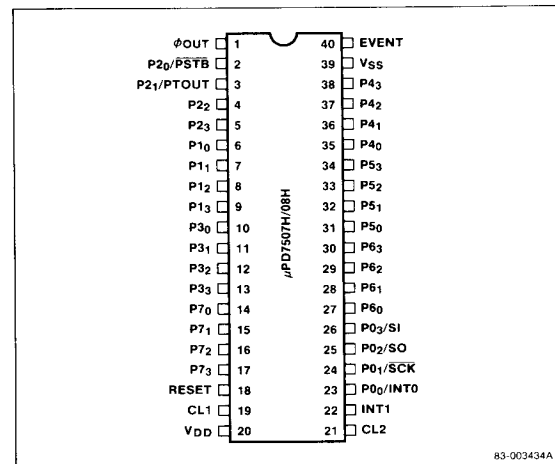 ϕOUT 1 40 EVENT
P2₀/P̅S̅T̅B̅ 2 39 VSS
P2₁/PTOUT 3 38 P4₃
P2₂ 4 37 P4₂
P2₃ 5 36 P4₁
P1₀ 6 35 P4₀
P1₁ 7 34 P5₃
P1₂ 8 33 P5₂
P1₃ 9 32 P5₁
P3₀ 10 31 P5₀
P3₁ 11 30 P6₃
P3₂ 12 29 P6₂
P3₃ 13 28 P6₁
P7₀ 14 27 P6₀
P7₁ 15 26 P0₃/SI
P7₂ 16 25 P0₂/SO
P7₃ 17 24 P0₁/S̅C̅K̅
RESET 18 23 P0₀/INT0
CL1 19 22 INT1
VDD 20 21 CL2
μPD7507H/08H
83-003434A